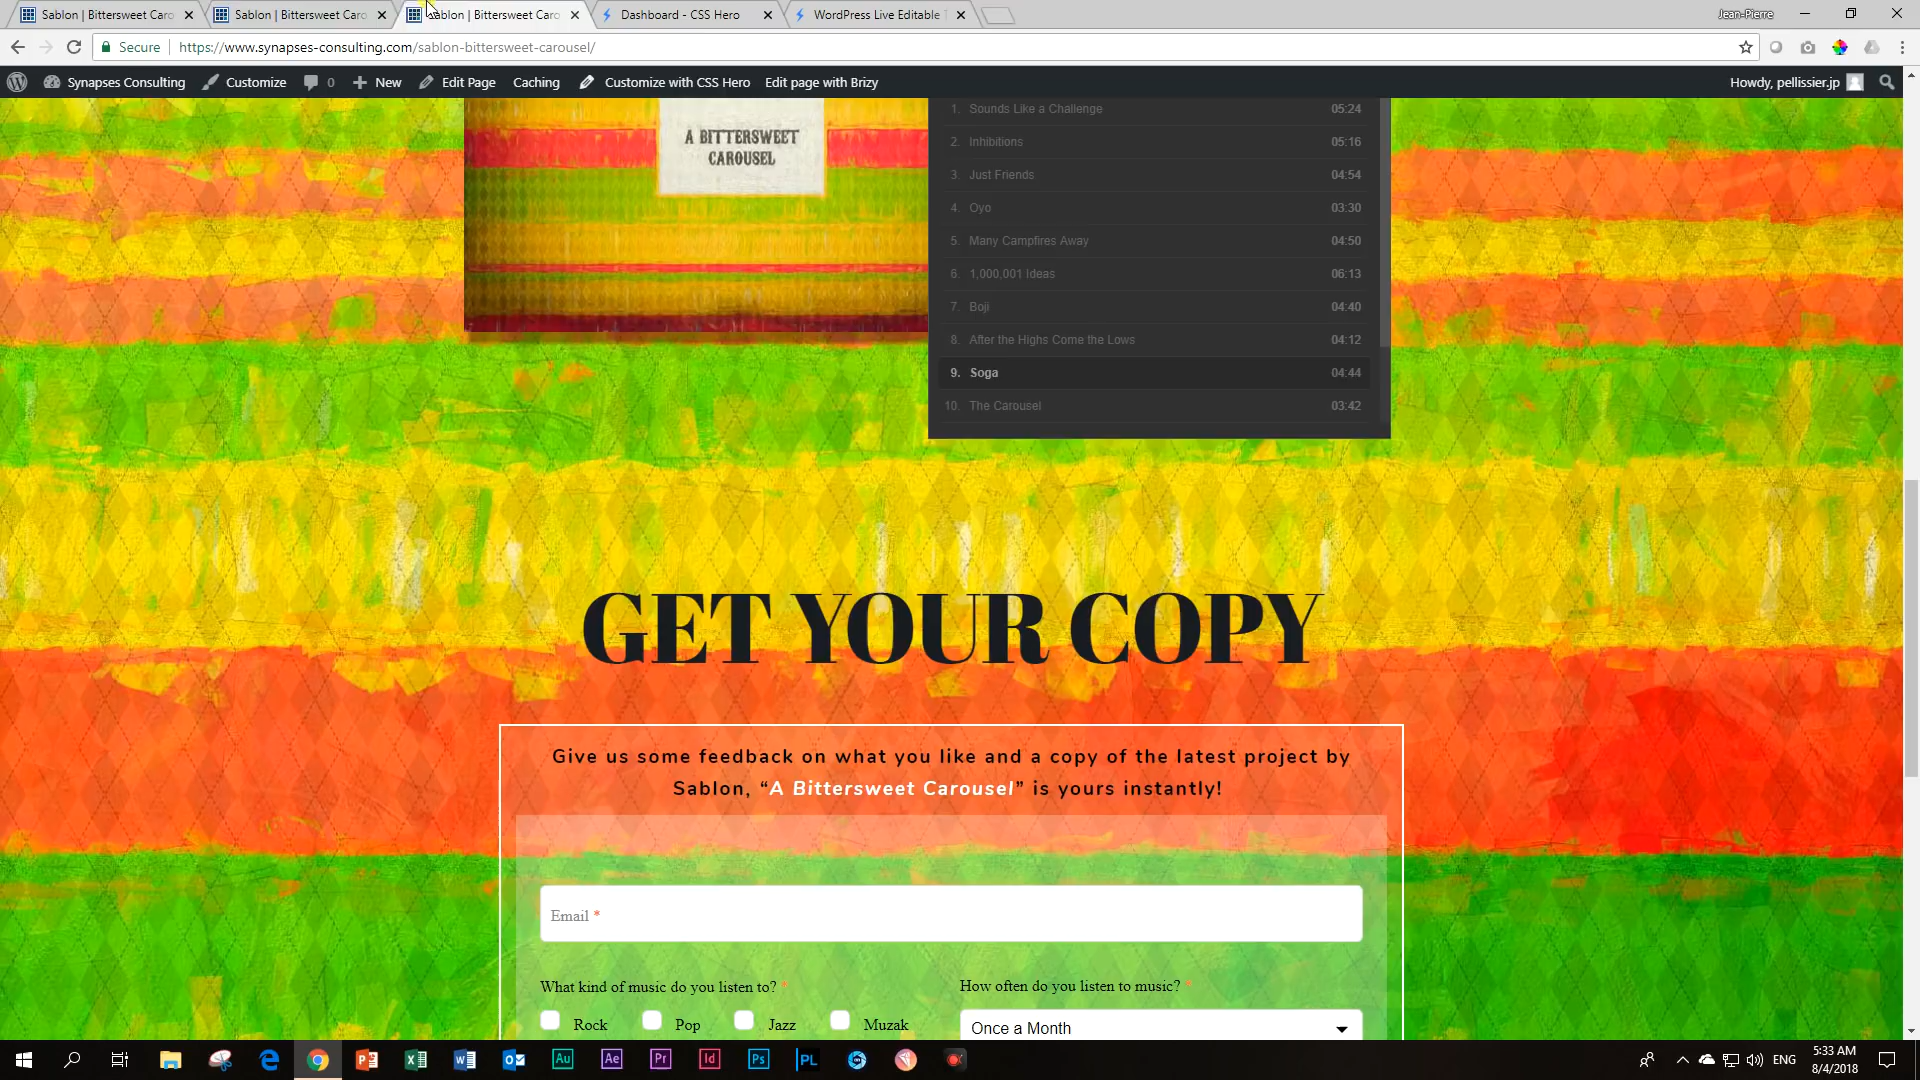 Sablon | Bittersweet Caro
Sablon | Bittersweet Caro
Sablon | Bittersweet Caro
Dashboard - CSS Hero
WordPress Live Editable
Jean-Pierre
Secure
https://www.synapses-consulting.com/sablon-bittersweet-carousel/
Synapses Consulting
Customize
0
New
Edit Page
Caching
Customize with CSS Hero
Edit page with Brizy
Howdy, pellissier.jp
A BITTERSWEET
CAROUSEL
1. Sounds Like a Challenge 05:24
2. Inhibitions 05:16
3. Just Friends 04:54
4. Oyo 03:30
5. Many Campfires Away 04:50
6. 1,000,001 Ideas 06:13
7. Boji 04:40
8. After the Highs Come the Lows 04:12
9. Soga 04:44
10. The Carousel 03:42
GET YOUR COPY
Give us some feedback on what you like and a copy of the latest project by
Sablon, “A Bittersweet Carousel” is yours instantly!
Email *
What kind of music do you listen to? *
How often do you listen to music? *
Rock
Pop
Jazz
Muzak
Once a Month
Au
Ae
Pr
Id
Ps
PL
ENG
5:33 AM
8/4/2018